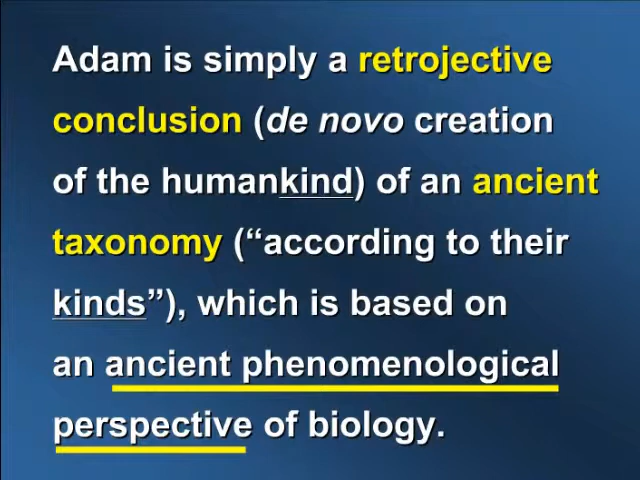 Adam is simply a retrojective
conclusion (de novo creation
of the humankind) of an ancient
taxonomy (“according to their
kinds”), which is based on
an ancient phenomenological
perspective of biology.